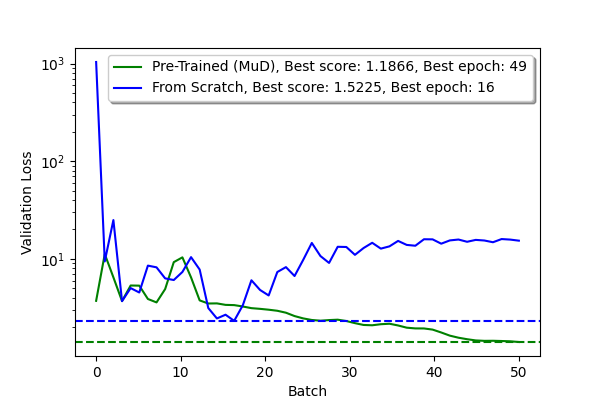 10³
Pre-Trained (MuD), Best score: 1.1866, Best epoch: 49
From Scratch, Best score: 1.5225, Best epoch: 16
10²
Validation Loss
10¹
0 10 20 30 40 50
Batch